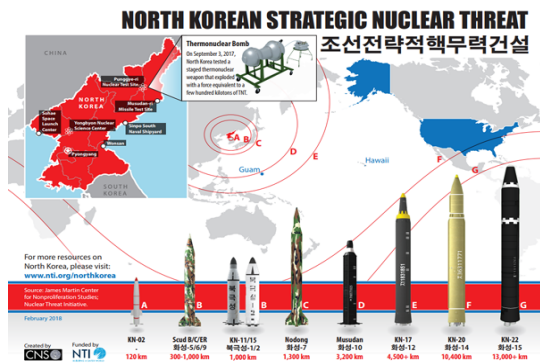 NORTH KOREAN STRATEGIC NUCLEAR THREAT
조선전략적핵무력건설
CHINA
Thermonuclear Bomb
On September 3, 2017,
North Korea tested a
staged thermonuclear
weapon that exploded
with a force equivalent to a
few hundred kilotons of TNT.
Punggye-ri
Nuclear Test Site
Musudan-ri
Missile Test Site
NORTH
KOREA
Sohae
Space
Launch
Center
Yongbyon Nuclear
Science Center
Sinpo South
Naval Shipyard
Wonsan
Pyongyang
SOUTH
KOREA
A
B
C
D
E
F
G
Guam
Hawaii
For more resources on
North Korea, please visit:
www.nti.org/northkorea
Source: James Martin Center
for Nonproliferation Studies;
Nuclear Threat Initiative.
February 2018
Created by
CNS
Funded by
NTI
북극성
북극성-2
A
B
C
D
E
F
G
KN-02
-
120 km
Scud B/C/ER
화성-5/6/9
300-1,000 km
KN-11/15
북극성-1/2
1,000 km
Nodong
화성-7
1,300 km
Musudan
화성-10
3,200 km
KN-17
화성-12
4,500+ km
KN-20
화성-14
10,400 km
KN-22
화성-15
13,000+ km